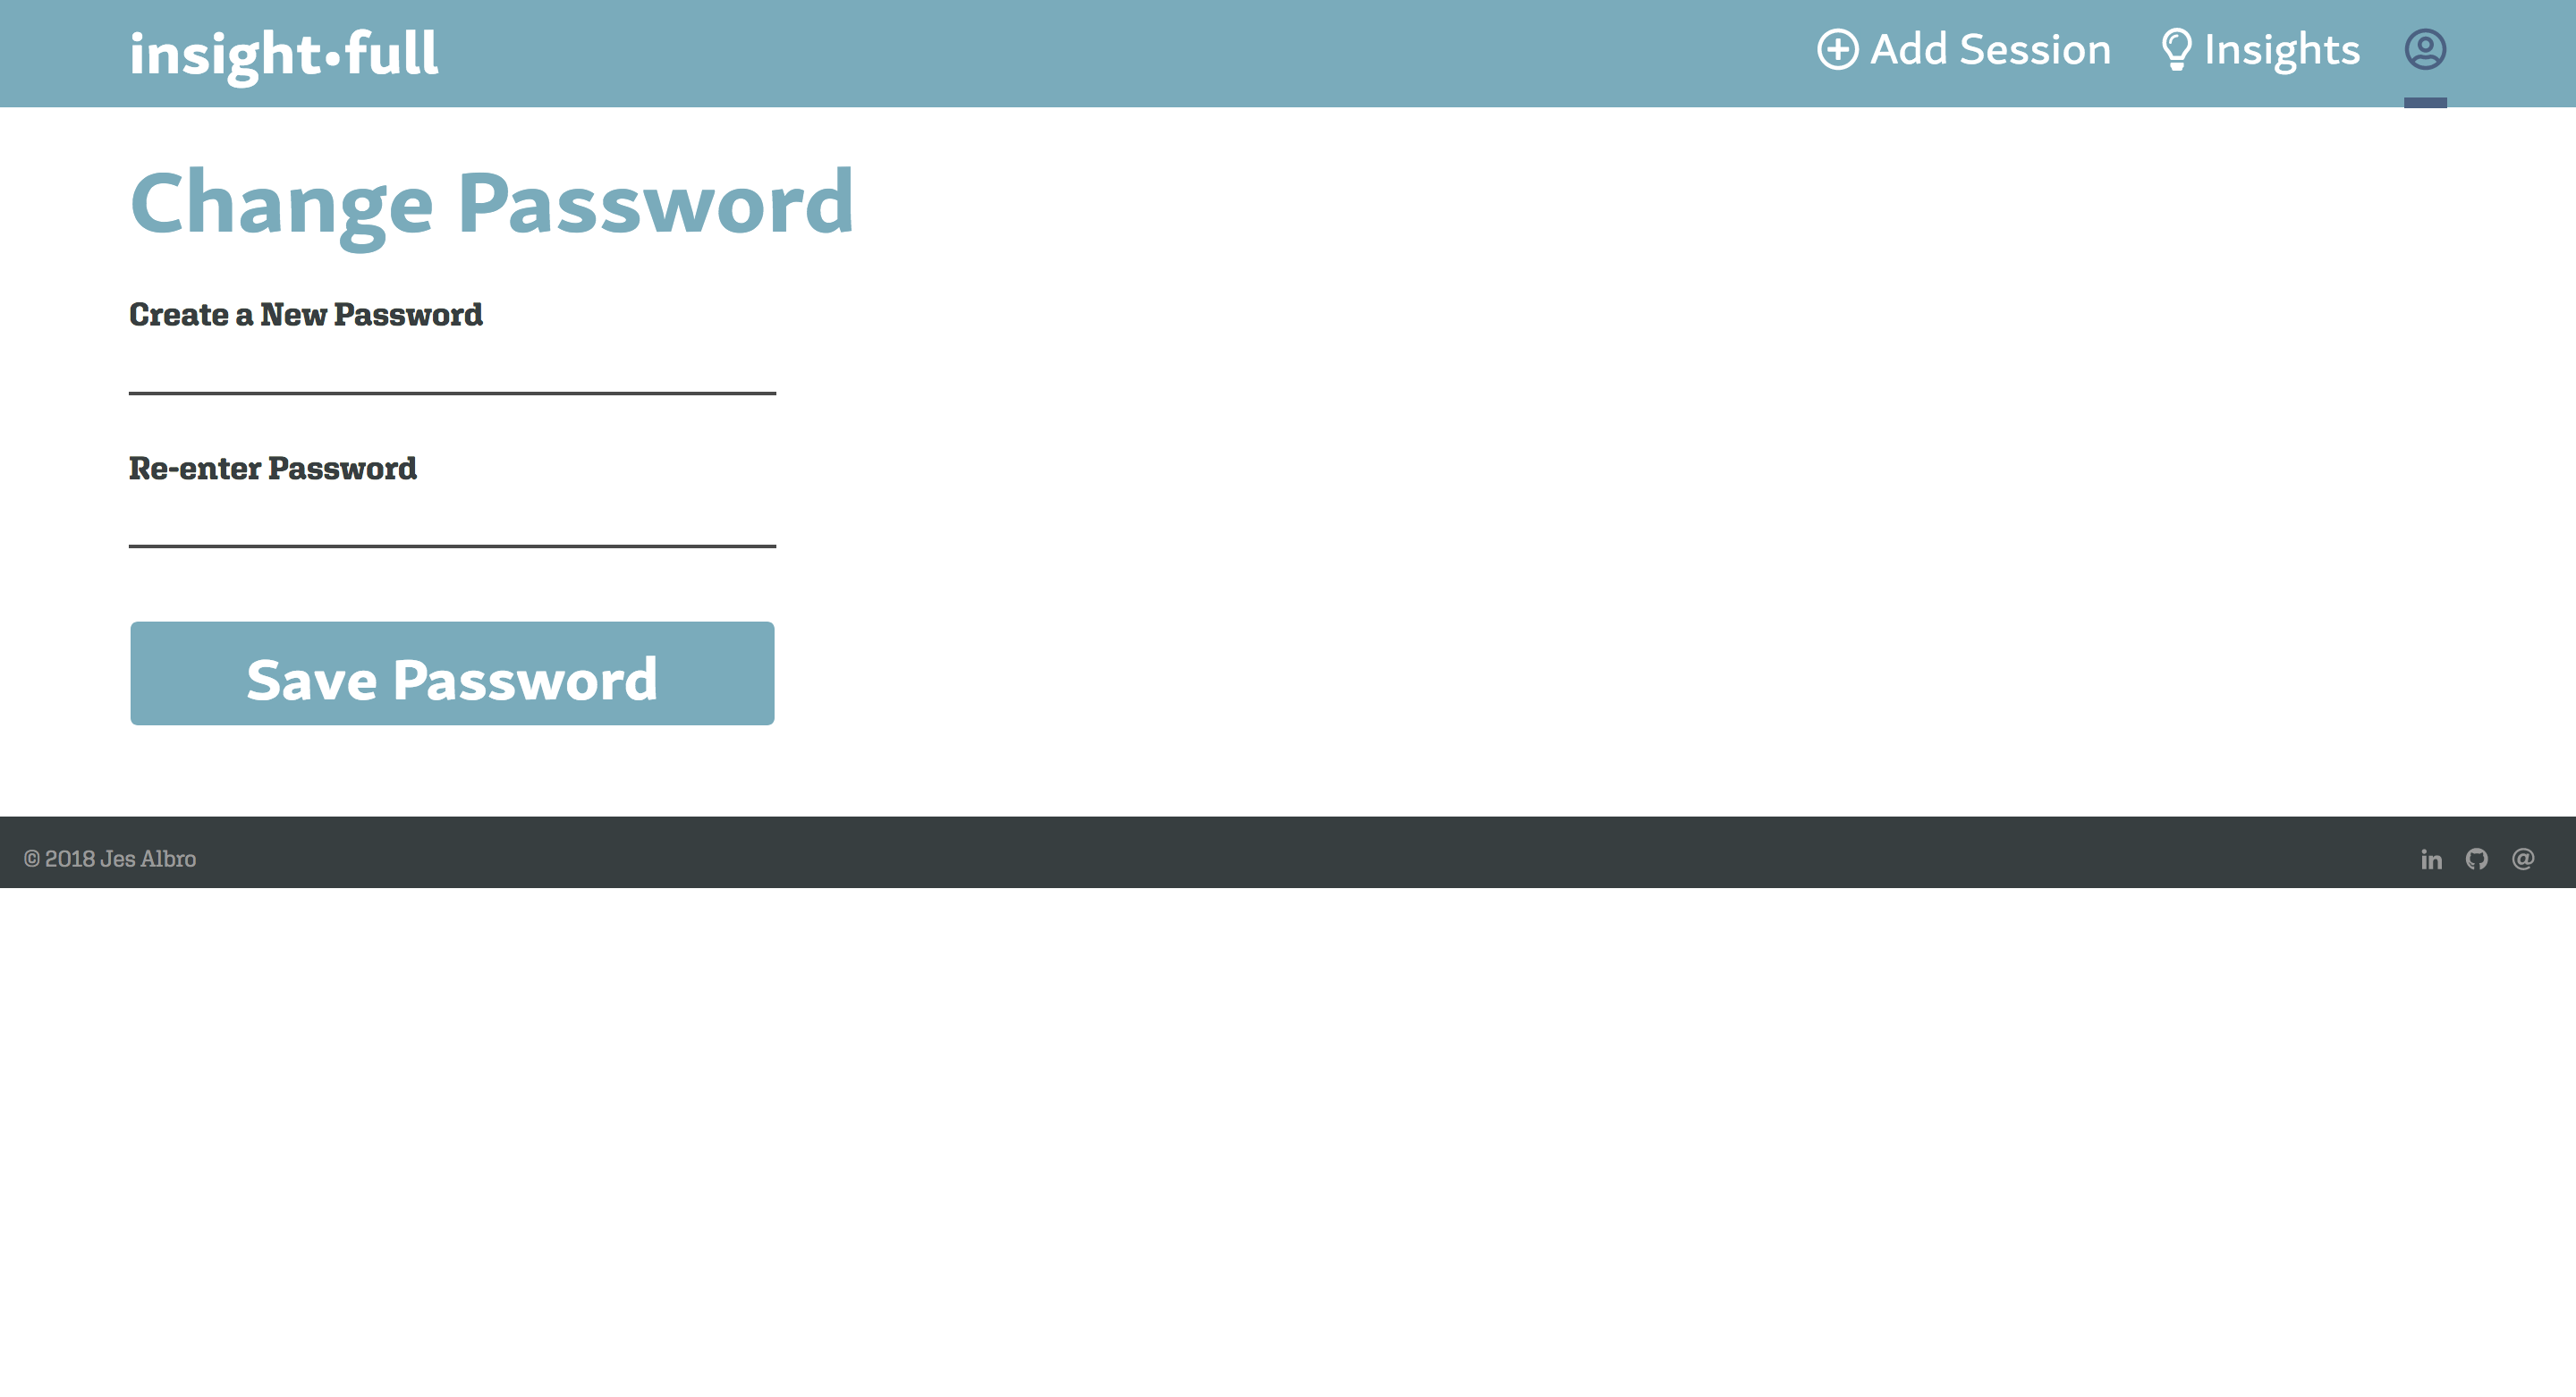 insight•full
Add Session Insights
Change Password
Create a New Password
Re-enter Password
Save Password
© 2018 Jes Albro in @